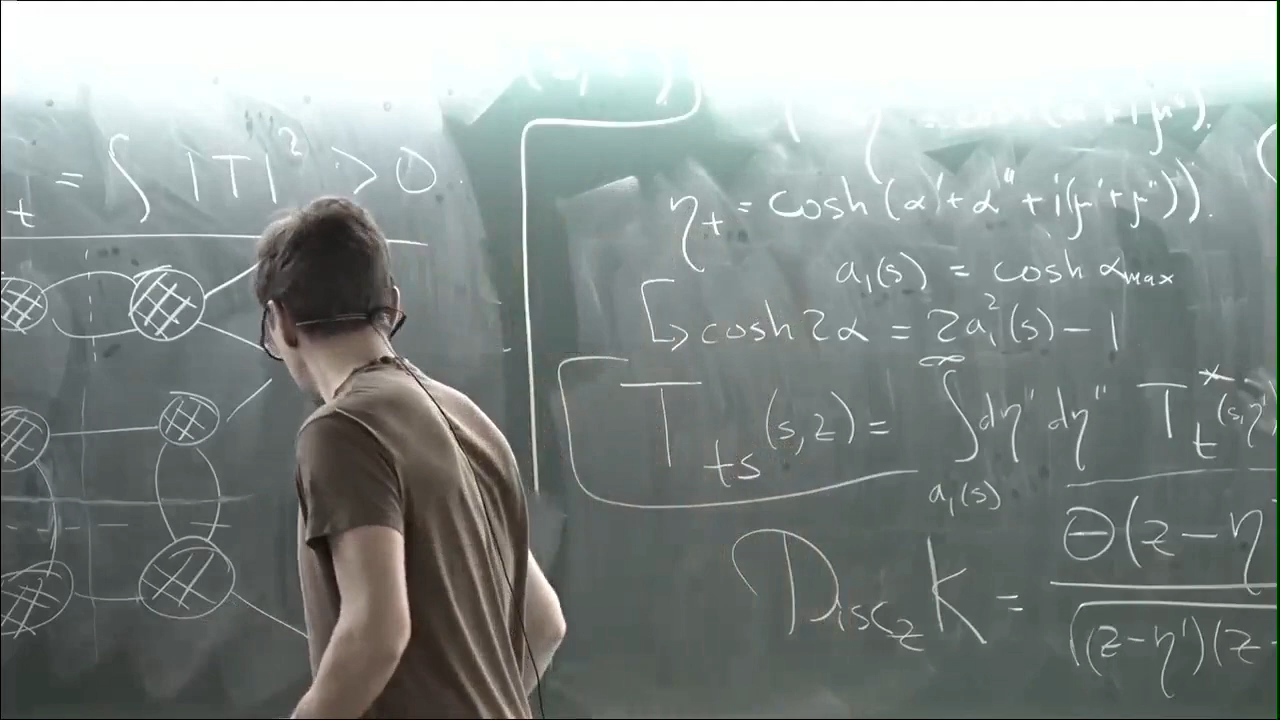 t = ∫ |T|² > 0.
η₊ = cosh(α' + α'' + i(μ' + μ'')).
a₁(s) = cosh α_max
↳ cosh 2α = 2a₁²(s) − 1
T_ts(s,z) = ∫_{a₁(s)}^∞ dη' dη'' T_t^*(s,η'
Disc_z K = Θ(z − η
√(z−η')(z−